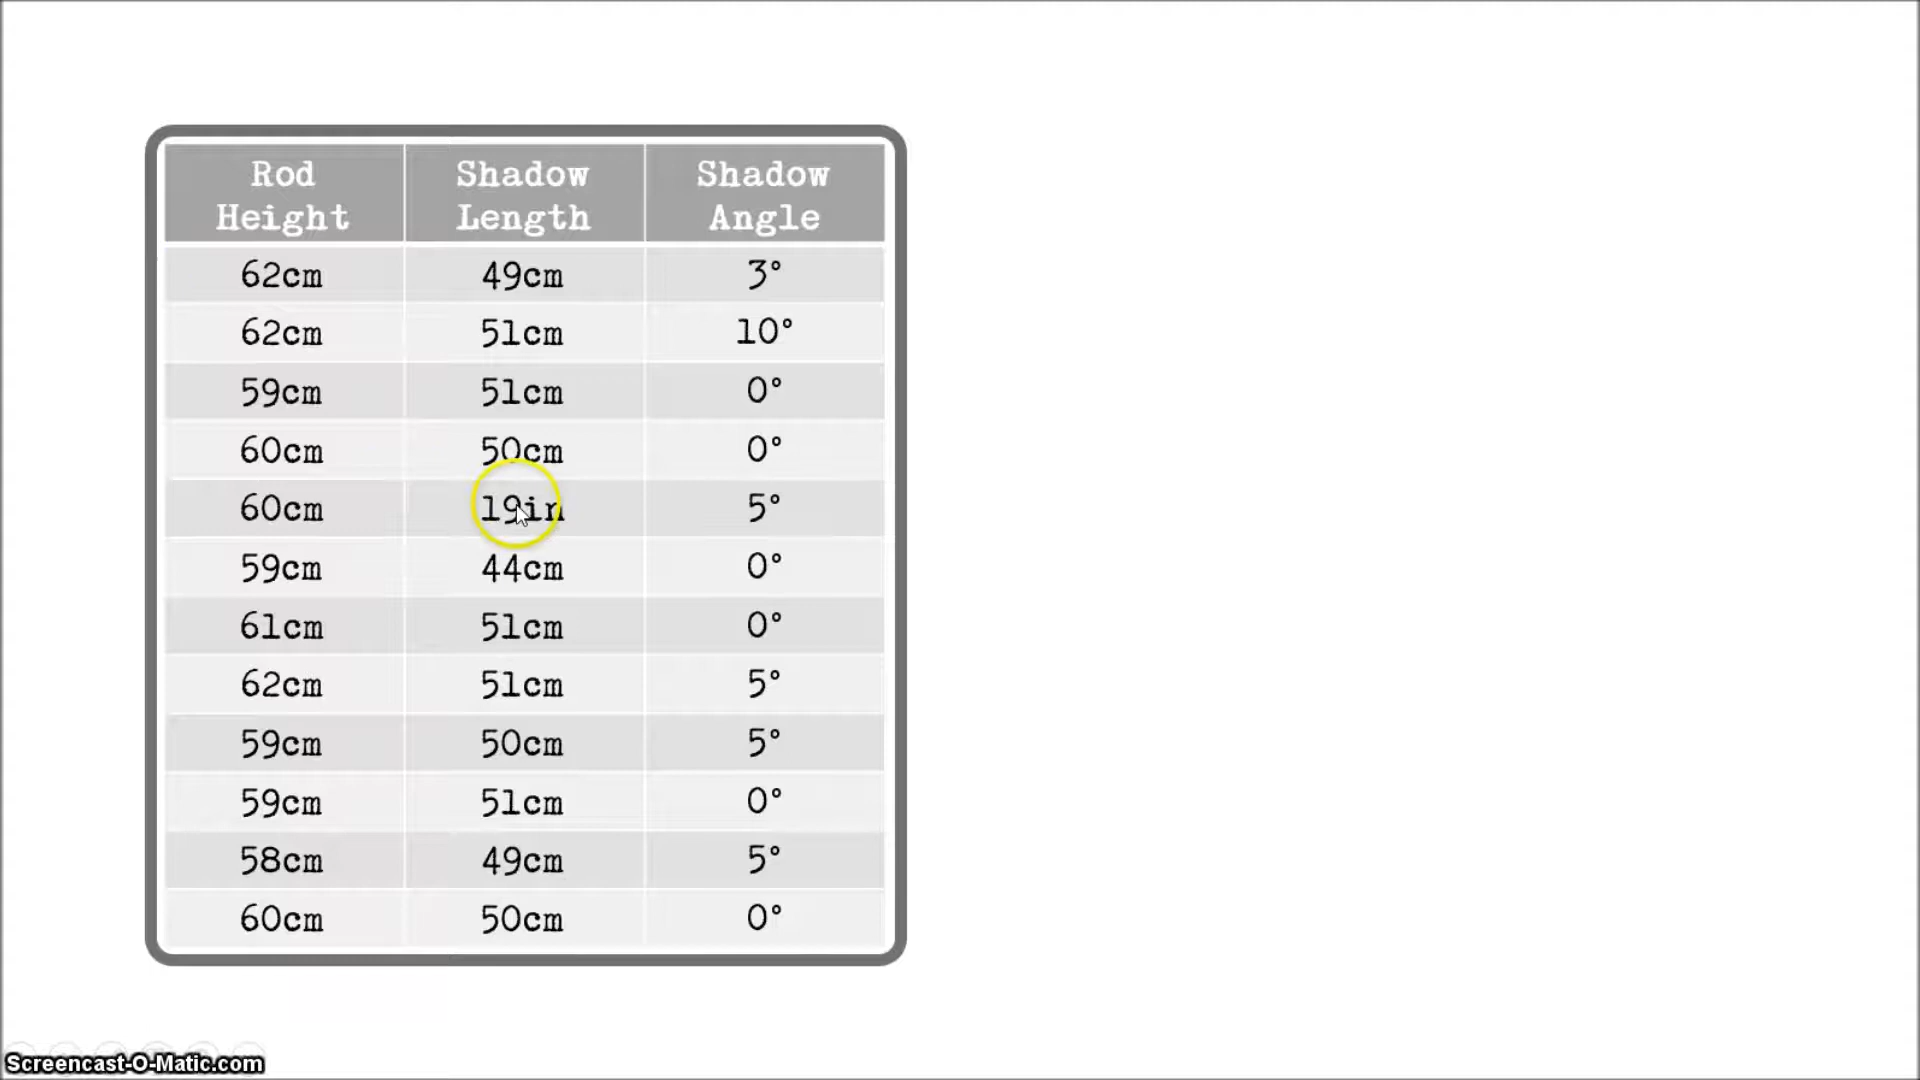 Rod Height Shadow Length Shadow Angle
62cm 49cm 3°
62cm 51cm 10°
59cm 51cm 0°
60cm 50cm 0°
60cm 19in 5°
59cm 44cm 0°
61cm 51cm 0°
62cm 51cm 5°
59cm 50cm 5°
59cm 51cm 0°
58cm 49cm 5°
60cm 50cm 0°
Screencast-O-Matic.com